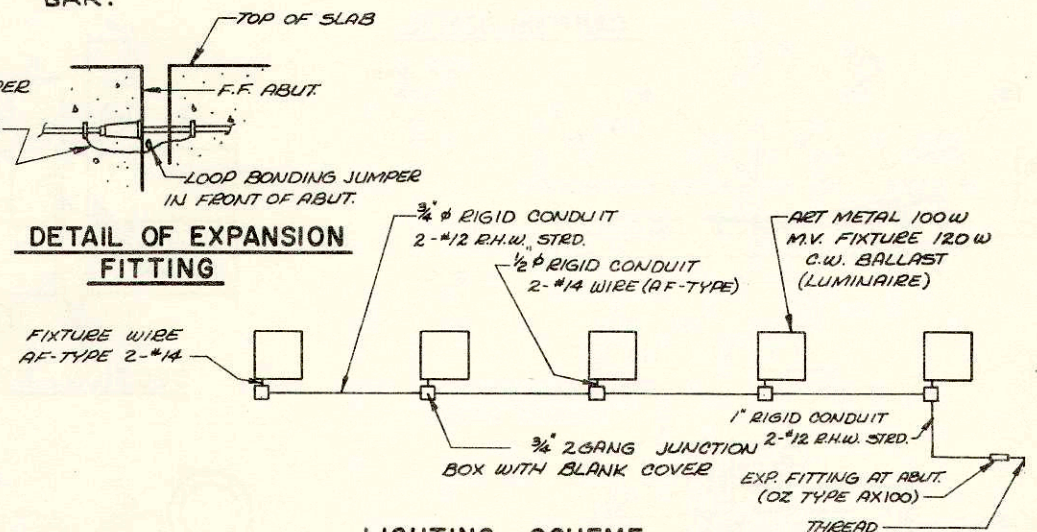 BAR.
TOP OF SLAB
PER
F.F. ABUT.
LOOP BONDING JUMPER
IN FRONT OF ABUT.
DETAIL OF EXPANSION
FITTING
3/4" ø RIGID CONDUIT
2-#12 R.H.W. STRD.
1/2" ø RIGID CONDUIT
2-#14 WIRE (AF-TYPE)
ART METAL 100W
M.V. FIXTURE 120W
C.W. BALLAST
(LUMINAIRE)
FIXTURE WIRE
AF-TYPE 2-#14
3/4" 2GANG JUNCTION
BOX WITH BLANK COVER
1" RIGID CONDUIT
2-#12 R.H.W. STRD.
EXP. FITTING AT ABUT.
(OZ TYPE AX100)
THREAD
LIGHTING SCHEME